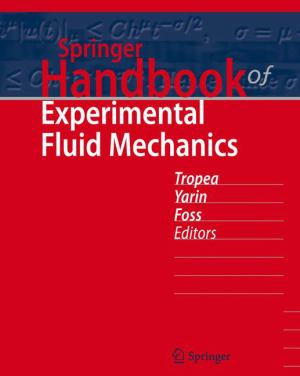 Springer
Handbook of
Experimental
Fluid Mechanics
Tropea
Yarin
Foss
Editors
Springer